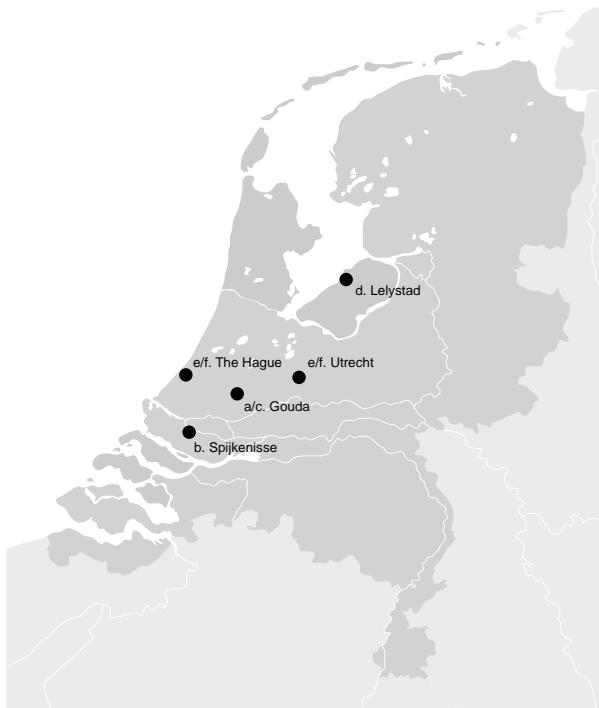 d. Lelystad
e/f. The Hague
e/f. Utrecht
a/c. Gouda
b. Spijkenisse